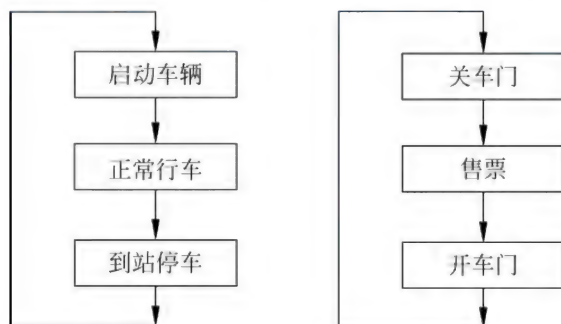 启动车辆
正常行车
到站停车
关车门
售票
开车门